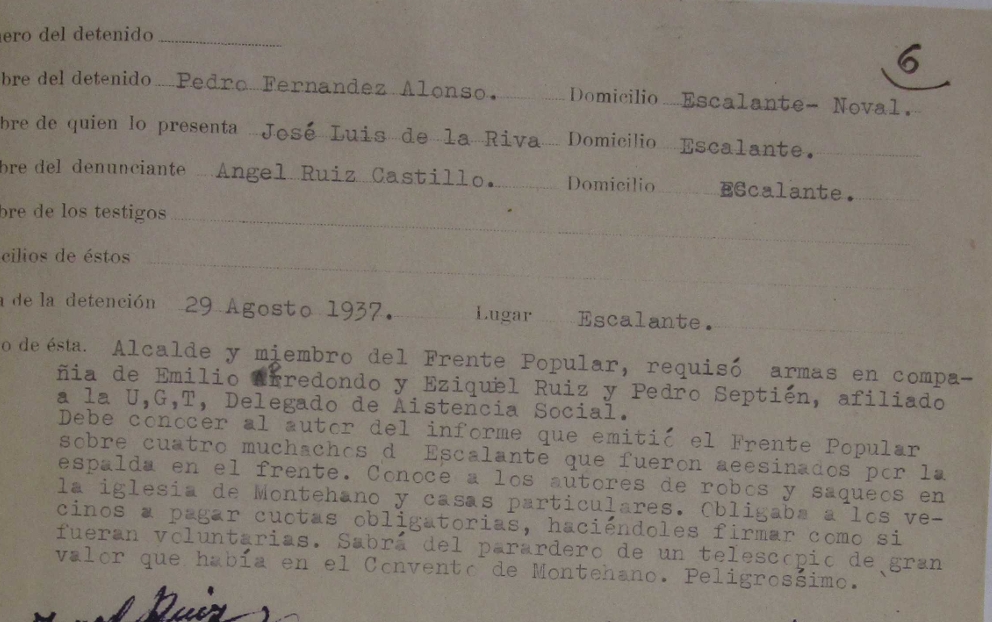 6
ero del detenido
bre del detenido Pedro Fernandez Alonso. Domicilio Escalante- Noval.
bre de quien lo presenta José Luis de la Riva Domicilio Escalante.
bre del denunciante Angel Ruiz Castillo. Domicilio EScalante.
bre de los testigos
cilios de éstos
a de la detención 29 Agosto 1937. Lugar Escalante.
o de ésta. Alcalde y miembro del Frente Popular, requisó armas en compa-
ñia de Emilio Arredondo y Eziquel Ruiz y Pedro Septién, afiliado
a la U,G,T, Delegado de Aistencia Social.
Debe conocer al autor del informe que emitió el Frente Popular
sobre cuatro muchachos d Escalante que fueron aeesinados por la
espalda en el frente. Conoce a los autores de robos y saqueos en
la iglesia de Montehano y casas particulares. Obligaba a los ve-
cinos a pagar cuotas obligatorias, haciéndoles firmar como si
fueran voluntarias. Sabrá del parardero de un telescopio de gran
valor que había en el Convento de Montehano. Peligrossimo.
Ruiz